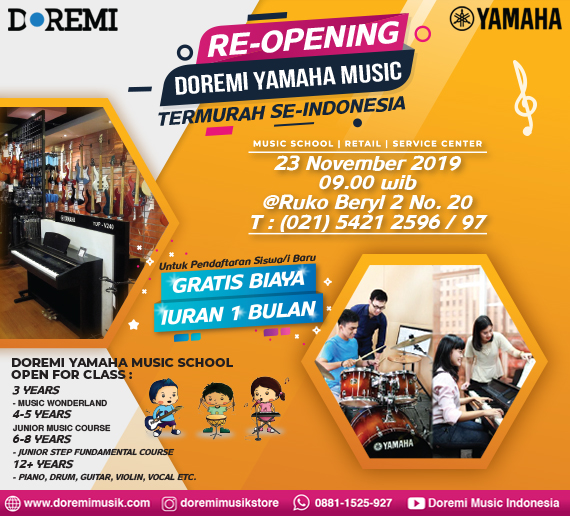 DOREMI
YAMAHA
RE-OPENING
DOREMI YAMAHA MUSIC
TERMURAH SE-INDONESIA
MUSIC SCHOOL | RETAIL | SERVICE CENTER
23 November 2019
09.00 wib
@Ruko Beryl 2 No. 20
T : (021) 5421 2596 / 97
YAMAHA
Untuk Pendaftaran Siswa/i Baru
GRATIS BIAYA
IURAN 1 BULAN
DOREMI YAMAHA MUSIC SCHOOL
OPEN FOR CLASS :
3 YEARS
- MUSIC WONDERLAND
4-5 YEARS
JUNIOR MUSIC COURSE
6-8 YEARS
- JUNIOR STEP FUNDAMENTAL COURSE
12+ YEARS
- PIANO, DRUM, GUITAR, VIOLIN, VOCAL ETC.
YAMAHA
www.doremimusik.com doremimusikstore 0881-1525-927 Doremi Music Indonesia